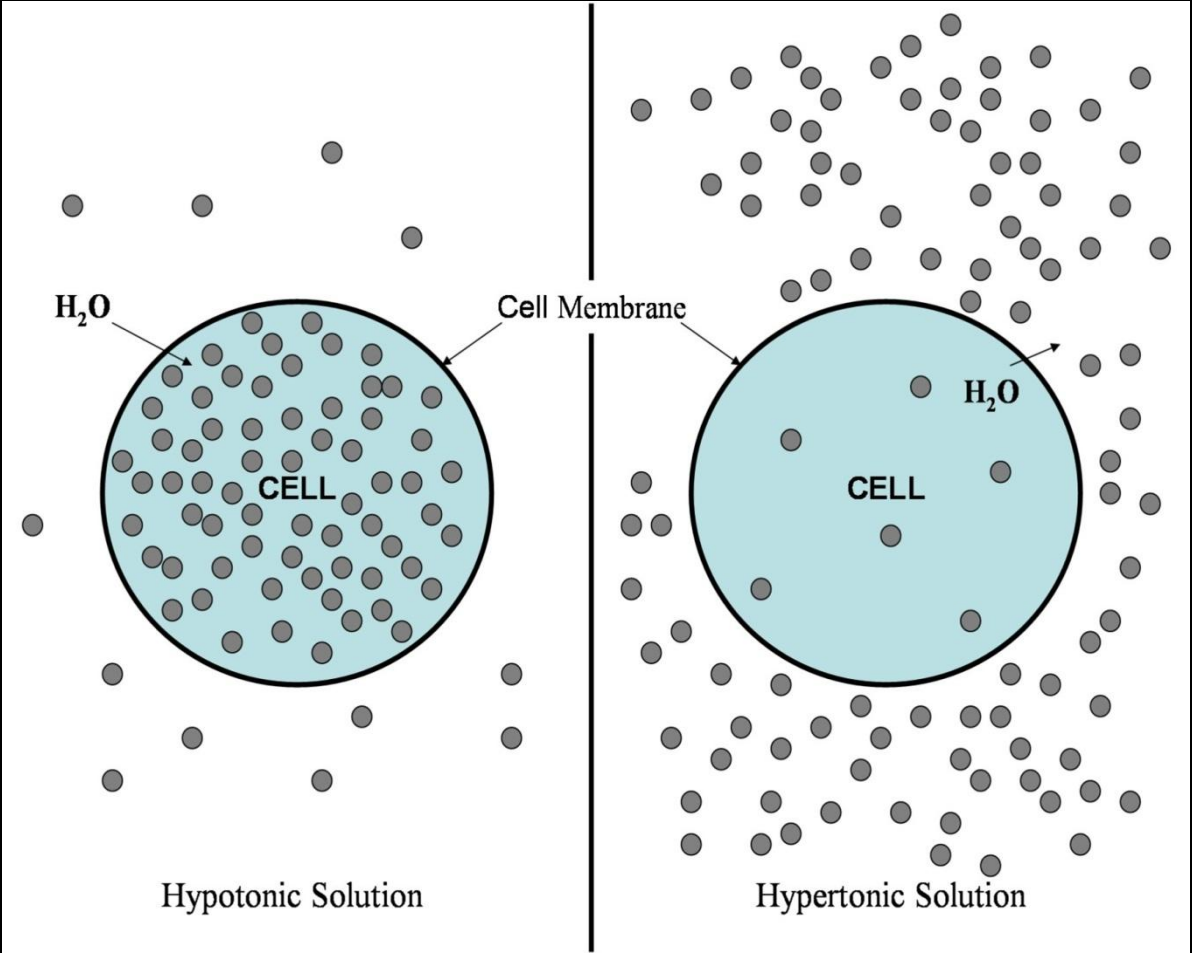 H₂O
Cell Membrane
H₂O
CELL
CELL
Hypotonic Solution
Hypertonic Solution